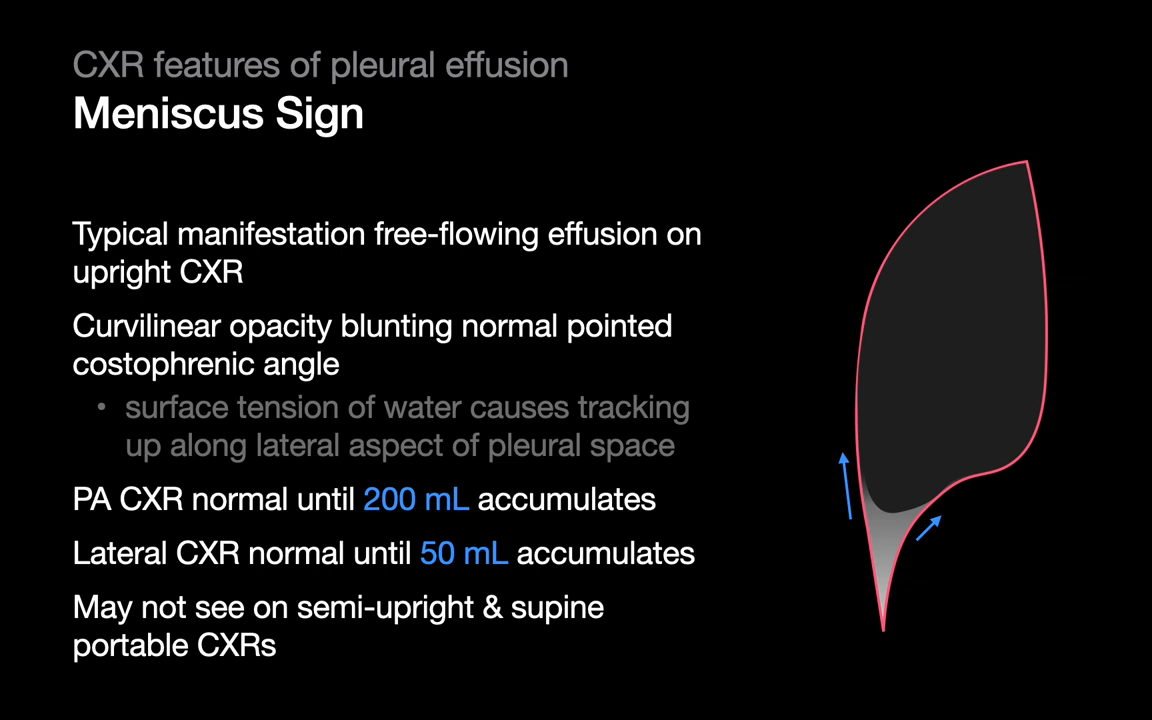 CXR features of pleural effusion
Meniscus Sign
Typical manifestation free-flowing effusion on
upright CXR
Curvilinear opacity blunting normal pointed
costophrenic angle
• surface tension of water causes tracking
up along lateral aspect of pleural space
PA CXR normal until 200 mL accumulates
Lateral CXR normal until 50 mL accumulates
May not see on semi-upright & supine
portable CXRs